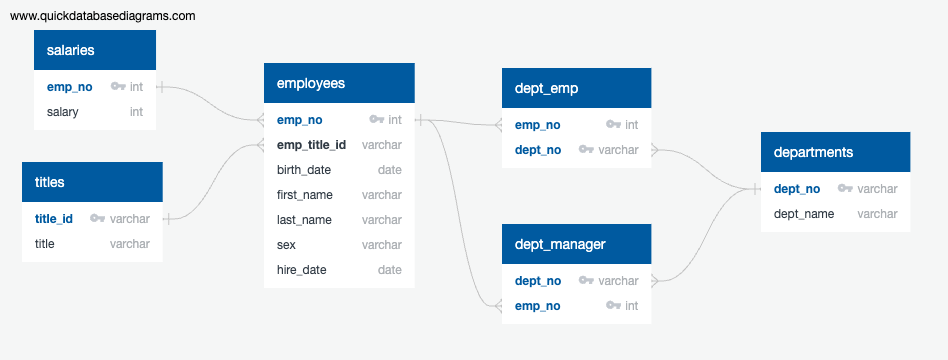 www.quickdatabasediagrams.com
salaries
emp_no int
salary int
titles
title_id varchar
title varchar
employees
emp_no int
emp_title_id varchar
birth_date date
first_name varchar
last_name varchar
sex varchar
hire_date date
dept_emp
emp_no int
dept_no varchar
dept_manager
dept_no varchar
emp_no int
departments
dept_no varchar
dept_name varchar